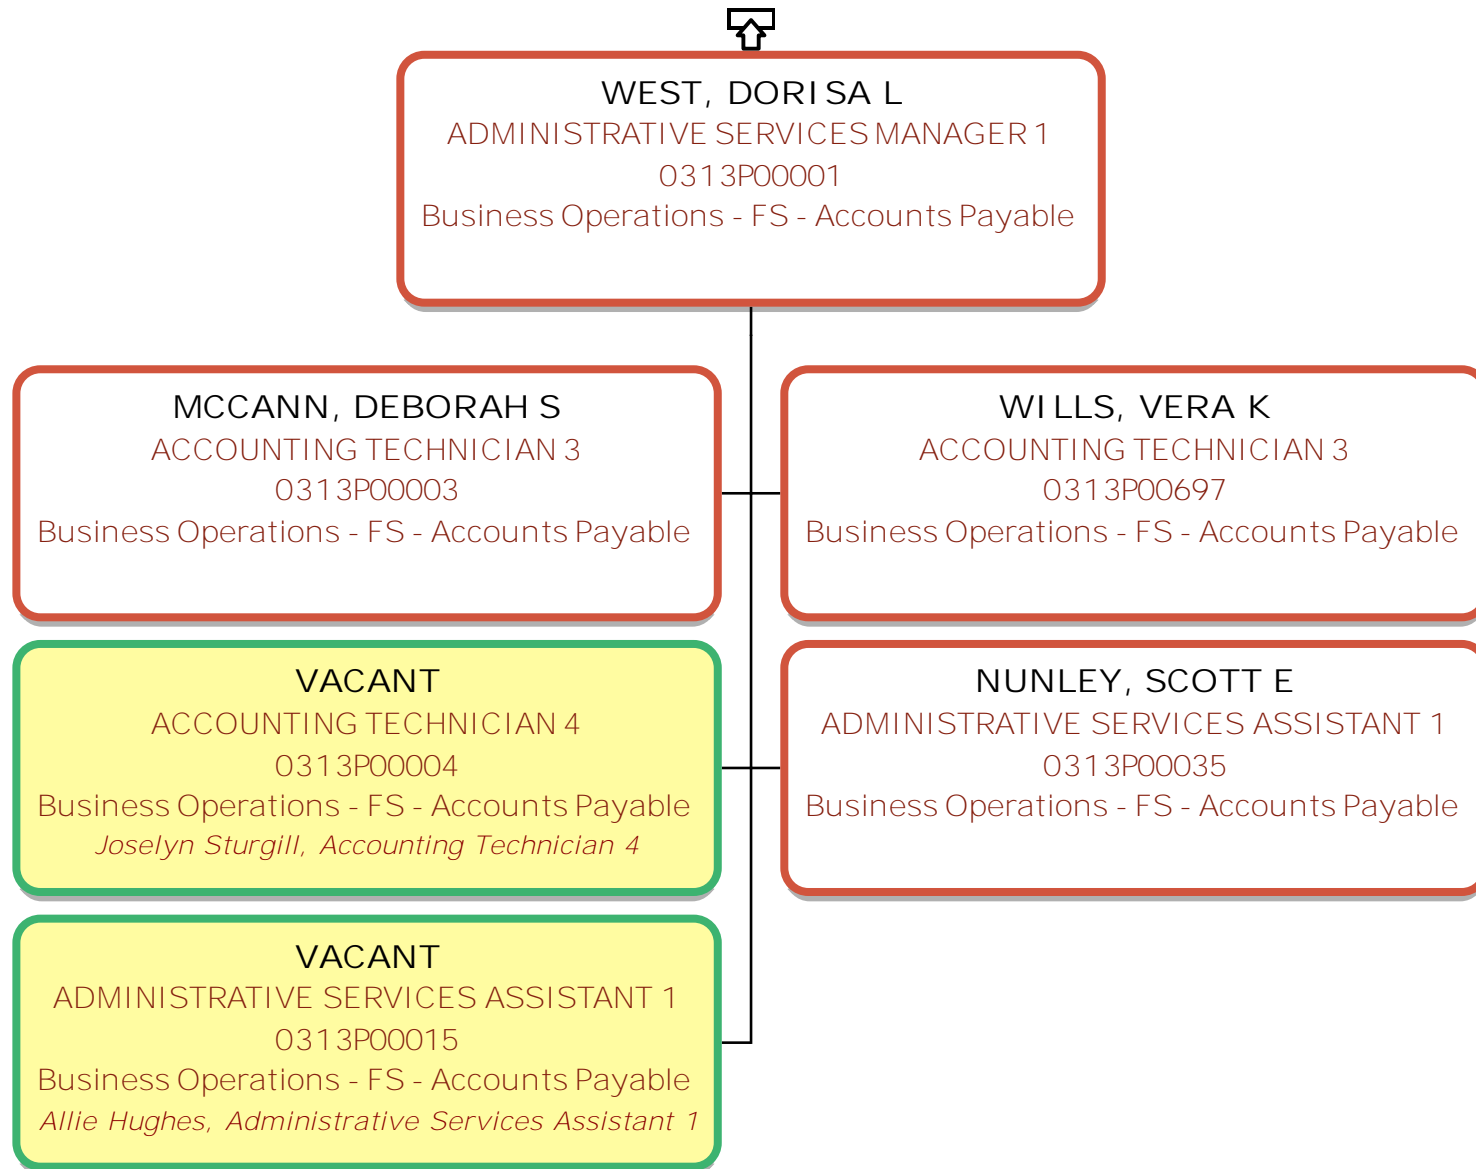 WEST, DORISA L
ADMINISTRATIVE SERVICES MANAGER 1
0313P00001
Business Operations - FS - Accounts Payable
MCCANN, DEBORAH S
ACCOUNTING TECHNICIAN 3
0313P00003
Business Operations - FS - Accounts Payable
WILLS, VERA K
ACCOUNTING TECHNICIAN 3
0313P00697
Business Operations - FS - Accounts Payable
VACANT
ACCOUNTING TECHNICIAN 4
0313P00004
Business Operations - FS - Accounts Payable
Joselyn Sturgill, Accounting Technician 4
NUNLEY, SCOTT E
ADMINISTRATIVE SERVICES ASSISTANT 1
0313P00035
Business Operations - FS - Accounts Payable
VACANT
ADMINISTRATIVE SERVICES ASSISTANT 1
0313P00015
Business Operations - FS - Accounts Payable
Allie Hughes, Administrative Services Assistant 1